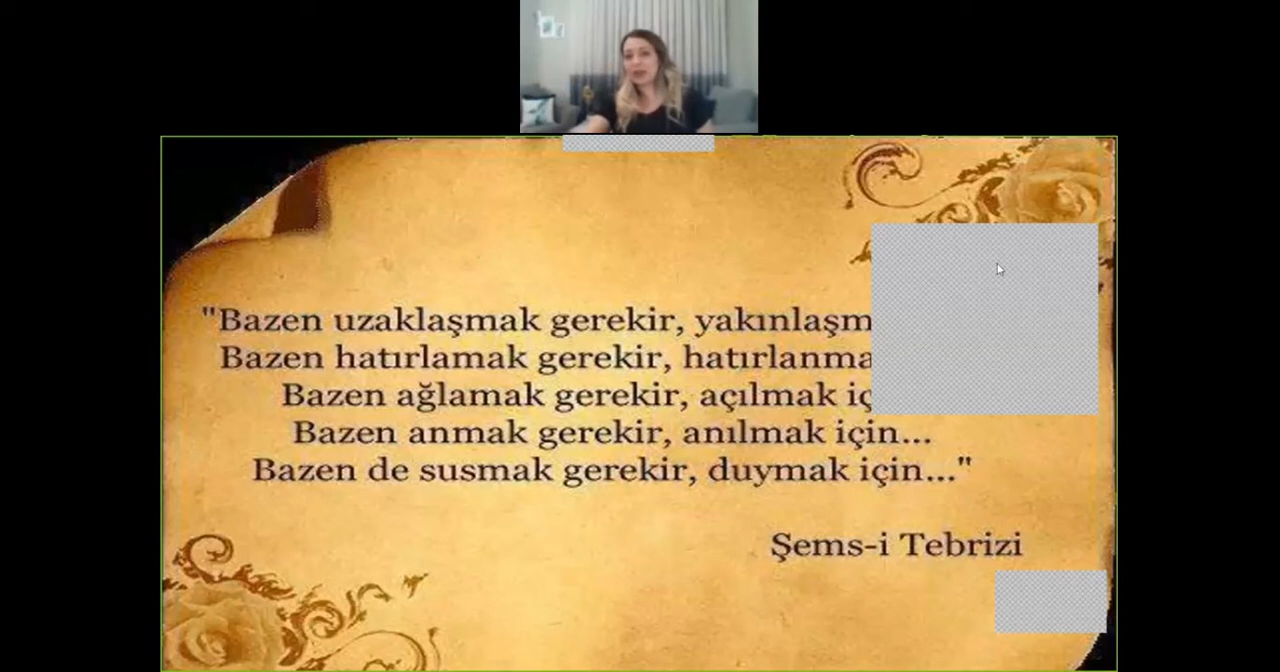 "Bazen uzaklaşmak gerekir,
Bazen hatırlamak gerekir,
Bazen ağlamak gerekir, açılmak
Bazen anmak gerekir, anılmak için...
Bazen de susmak gerekir, duymak için..."
Şems-i Tebrizi